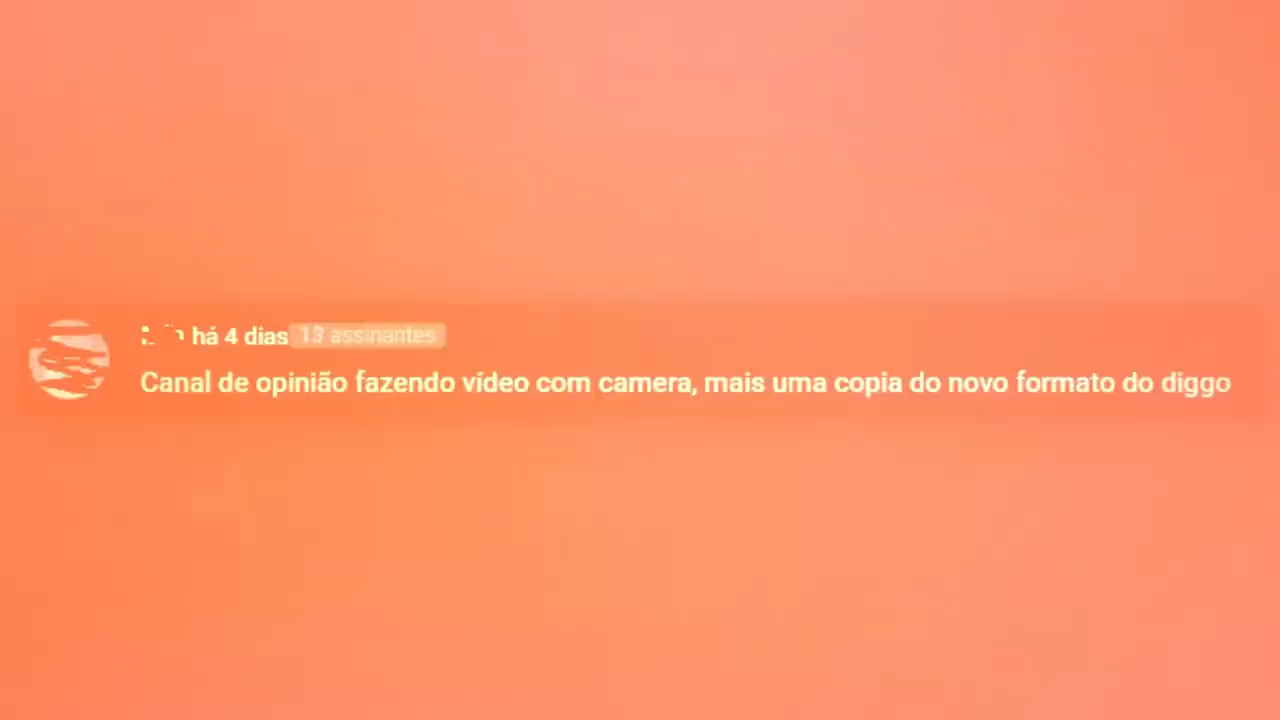 há 4 dias 13 assinantes
Canal de opinião fazendo vídeo com camera, mais uma copia do novo formato do diggo